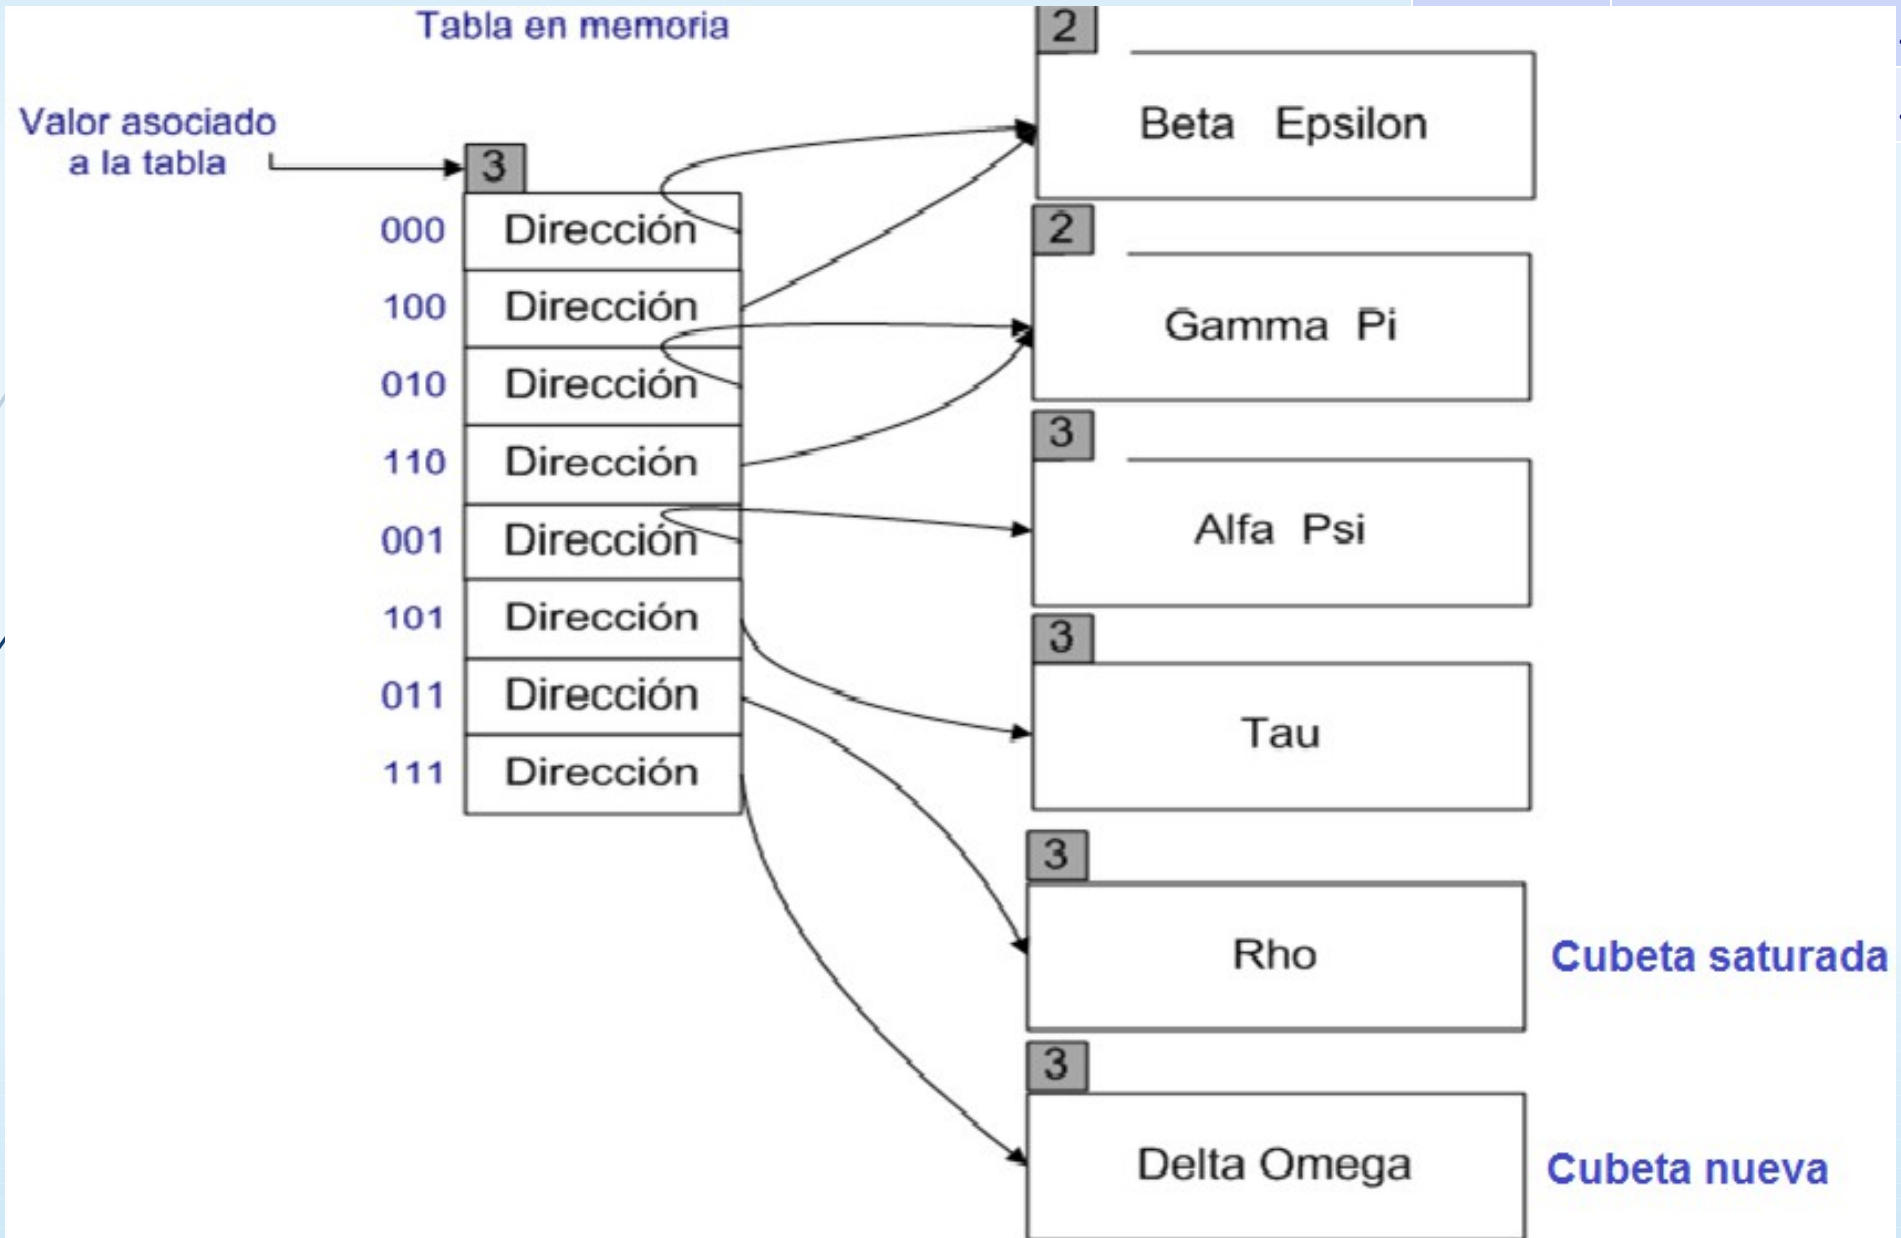 Tabla en memoria
Valor asociado
a la tabla
3
000 Dirección
100 Dirección
010 Dirección
110 Dirección
001 Dirección
101 Dirección
011 Dirección
111 Dirección
2
Beta Epsilon
2
Gamma Pi
3
Alfa Psi
3
Tau
3
Rho
Cubeta saturada
3
Delta Omega
Cubeta nueva